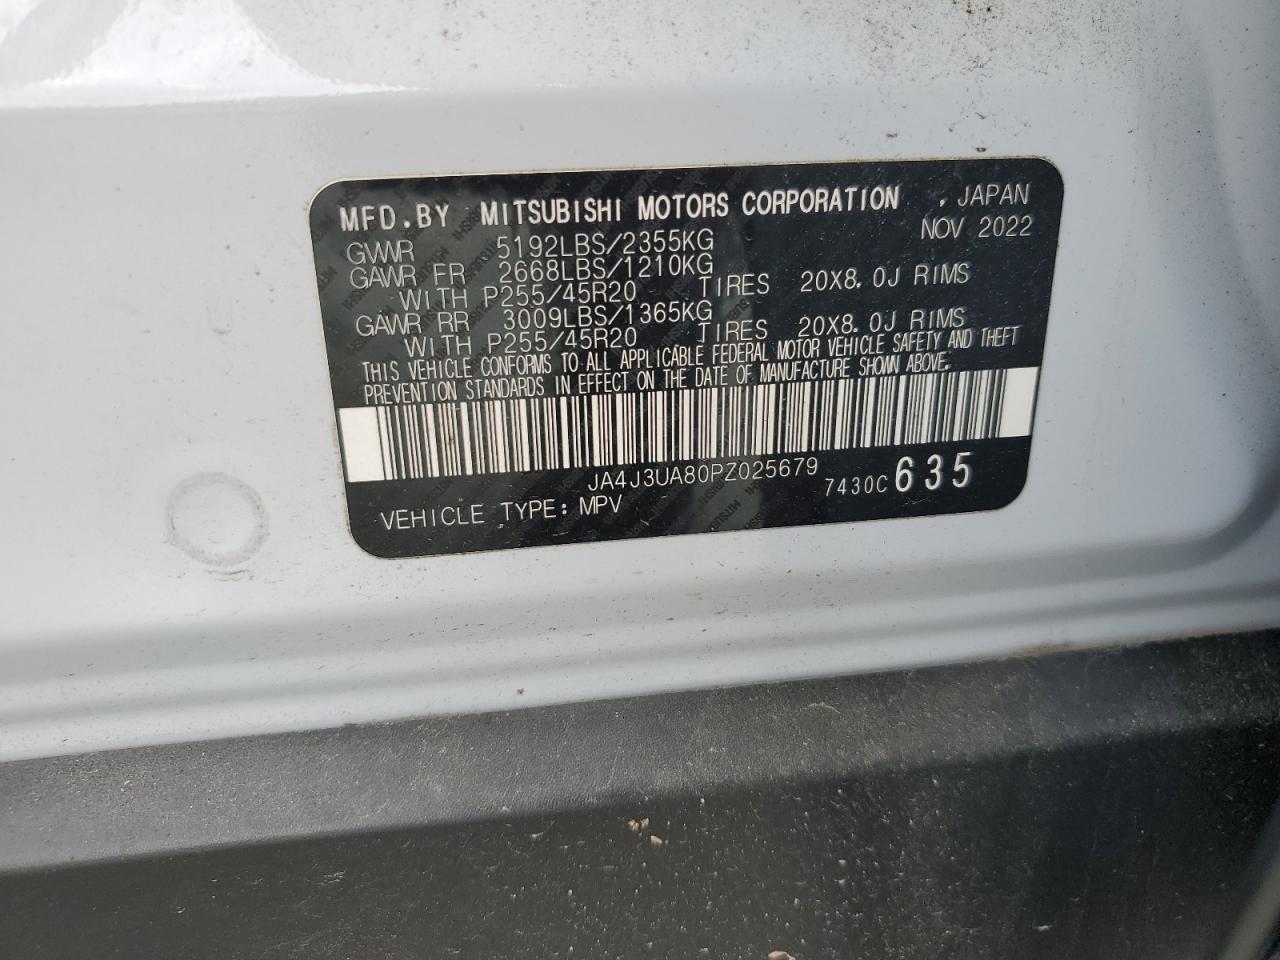 MFD.BY MITSUBISHI MOTORS CORPORATION , JAPAN
NOV 2022
GVWR 5192LBS/2355KG
GAWR FR 2668LBS/1210KG
WITH P255/45R20 TIRES 20X8.0J RIMS
GAWR RR 3009LBS/1365KG
WITH P255/45R20 TIRES 20X8.0J RIMS
THIS VEHICLE CONFORMS TO ALL APPLICABLE FEDERAL MOTOR VEHICLE SAFETY AND THEFT
PREVENTION STANDARDS IN EFFECT ON THE DATE OF MANUFACTURE SHOWN ABOVE.
JA4J3UA80PZ025679
7430C635
VEHICLE TYPE: MPV